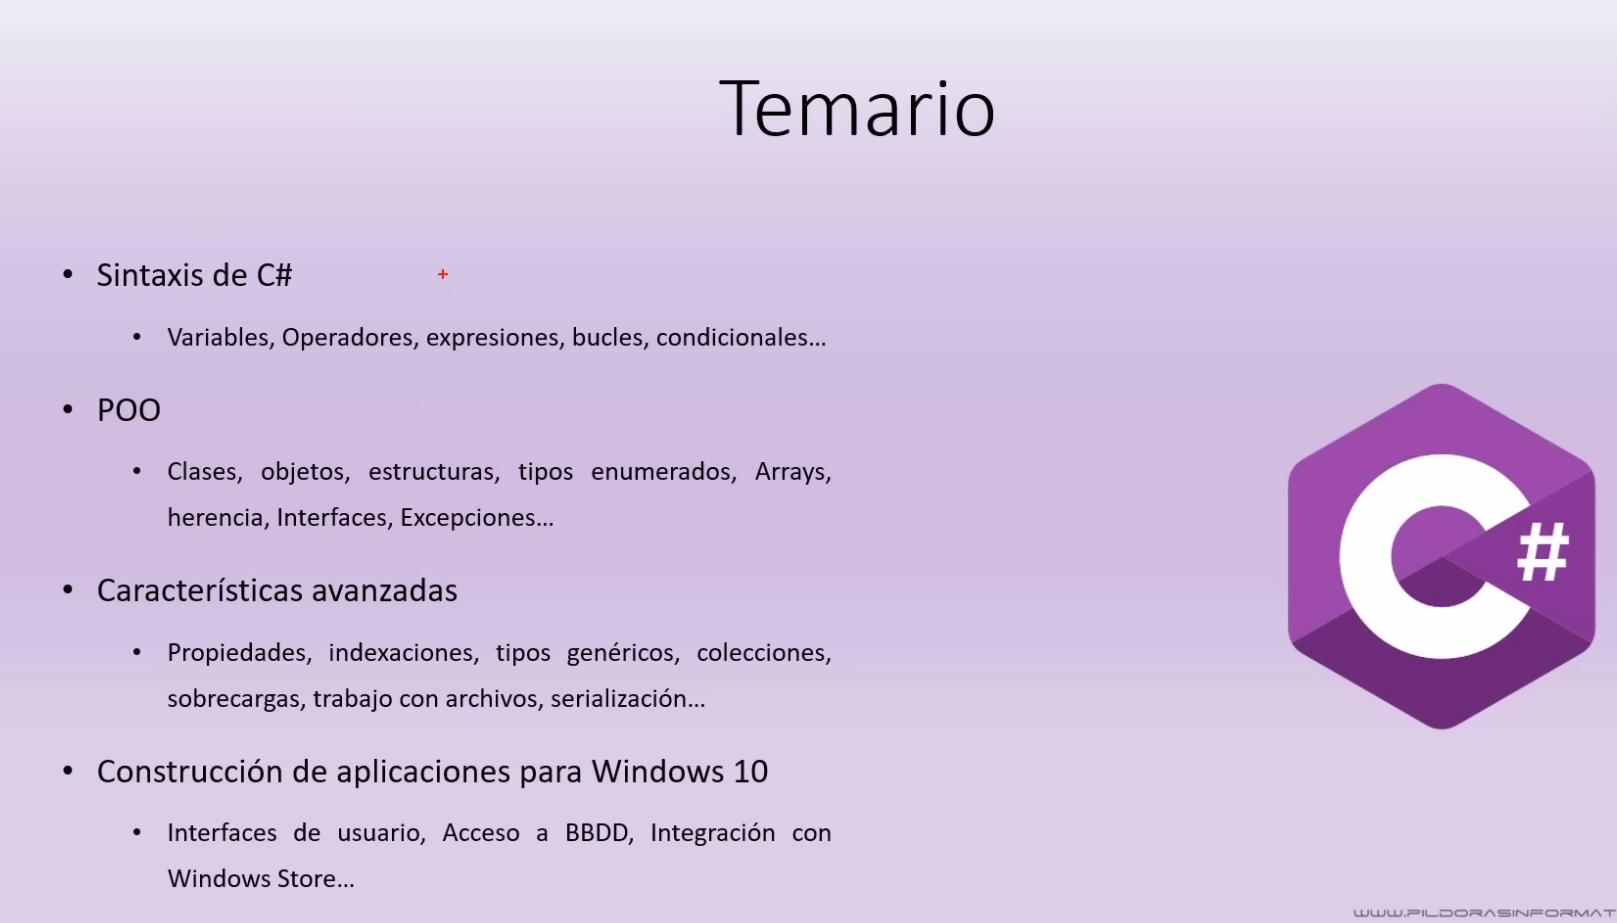 Temario
• Sintaxis de C#
• Variables, Operadores, expresiones, bucles, condicionales...
• POO
• Clases, objetos, estructuras, tipos enumerados, Arrays,
herencia, Interfaces, Excepciones...
• Características avanzadas
• Propiedades, indexaciones, tipos genéricos, colecciones,
sobrecargas, trabajo con archivos, serialización...
• Construcción de aplicaciones para Windows 10
• Interfaces de usuario, Acceso a BBDD, Integración con
Windows Store...
C#
WWW.PILDORASINFORMAT